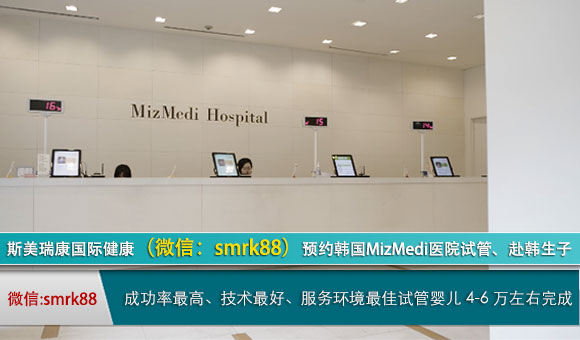 16
15
14
MizMedi Hospital
斯美瑞康国际健康（微信：smrk88）预约韩国MizMedi医院试管、赴韩生子
微信:smrk88
成功率最高、技术最好、服务环境最佳试管婴儿 4-6 万左右完成